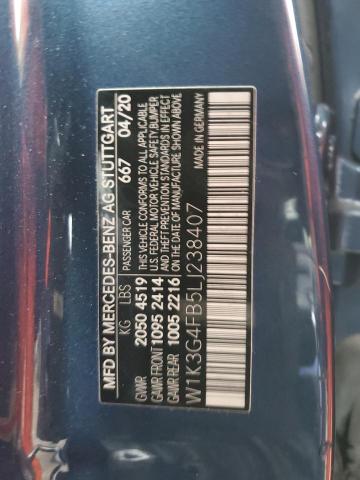 MFD BY MERCEDES-BENZ AG STUTTGART
PASSENGER CAR 667 04/20
KG LBS
GVWR 2050 4519
GAWR FRONT 1095 2414
GAWR REAR 1005 2216
THIS VEHICLE CONFORMS TO ALL APPLICABLE
U.S. FEDERAL MOTOR VEHICLE SAFETY BUMPER
AND THEFT PREVENTION STANDARDS IN EFFECT
ON THE DATE OF MANUFACTURE SHOWN ABOVE
W1K3G4FB5LJ238407
MADE IN GERMANY